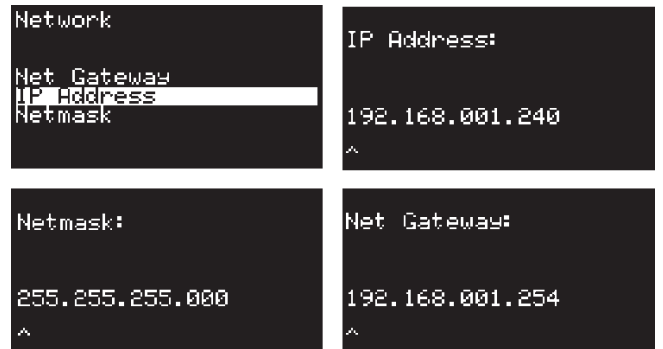 Network
Net Gateway
IP Address
Netmask
IP Address:
192.168.001.240
^
Netmask:
255.255.255.000
^
Net Gateway:
192.168.001.254
^